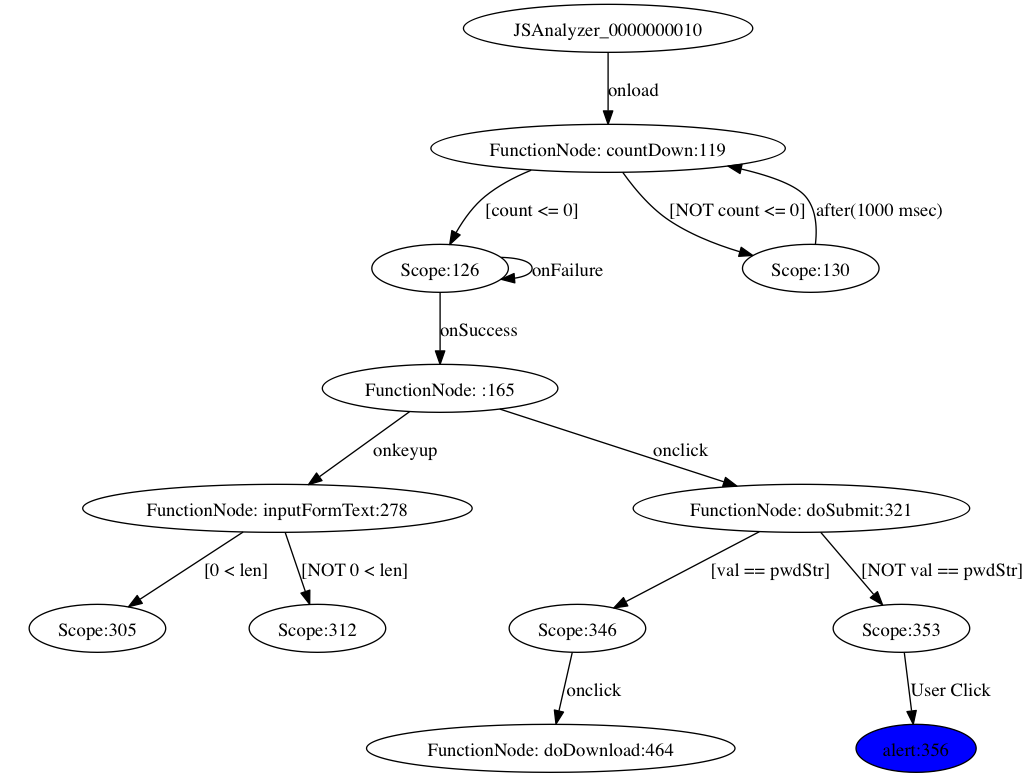 JSAnalyzer_0000000010
onload
FunctionNode: countDown:119
[count <= 0]
[NOT count <= 0]
after(1000 msec)
Scope:126
onFailure
Scope:130
onSuccess
FunctionNode: :165
onkeyup
onclick
FunctionNode: inputFormText:278
FunctionNode: doSubmit:321
[0 < len]
[NOT 0 < len]
[val == pwdStr]
[NOT val == pwdStr]
Scope:305
Scope:312
Scope:346
Scope:353
onclick
User Click
FunctionNode: doDownload:464
alert:356